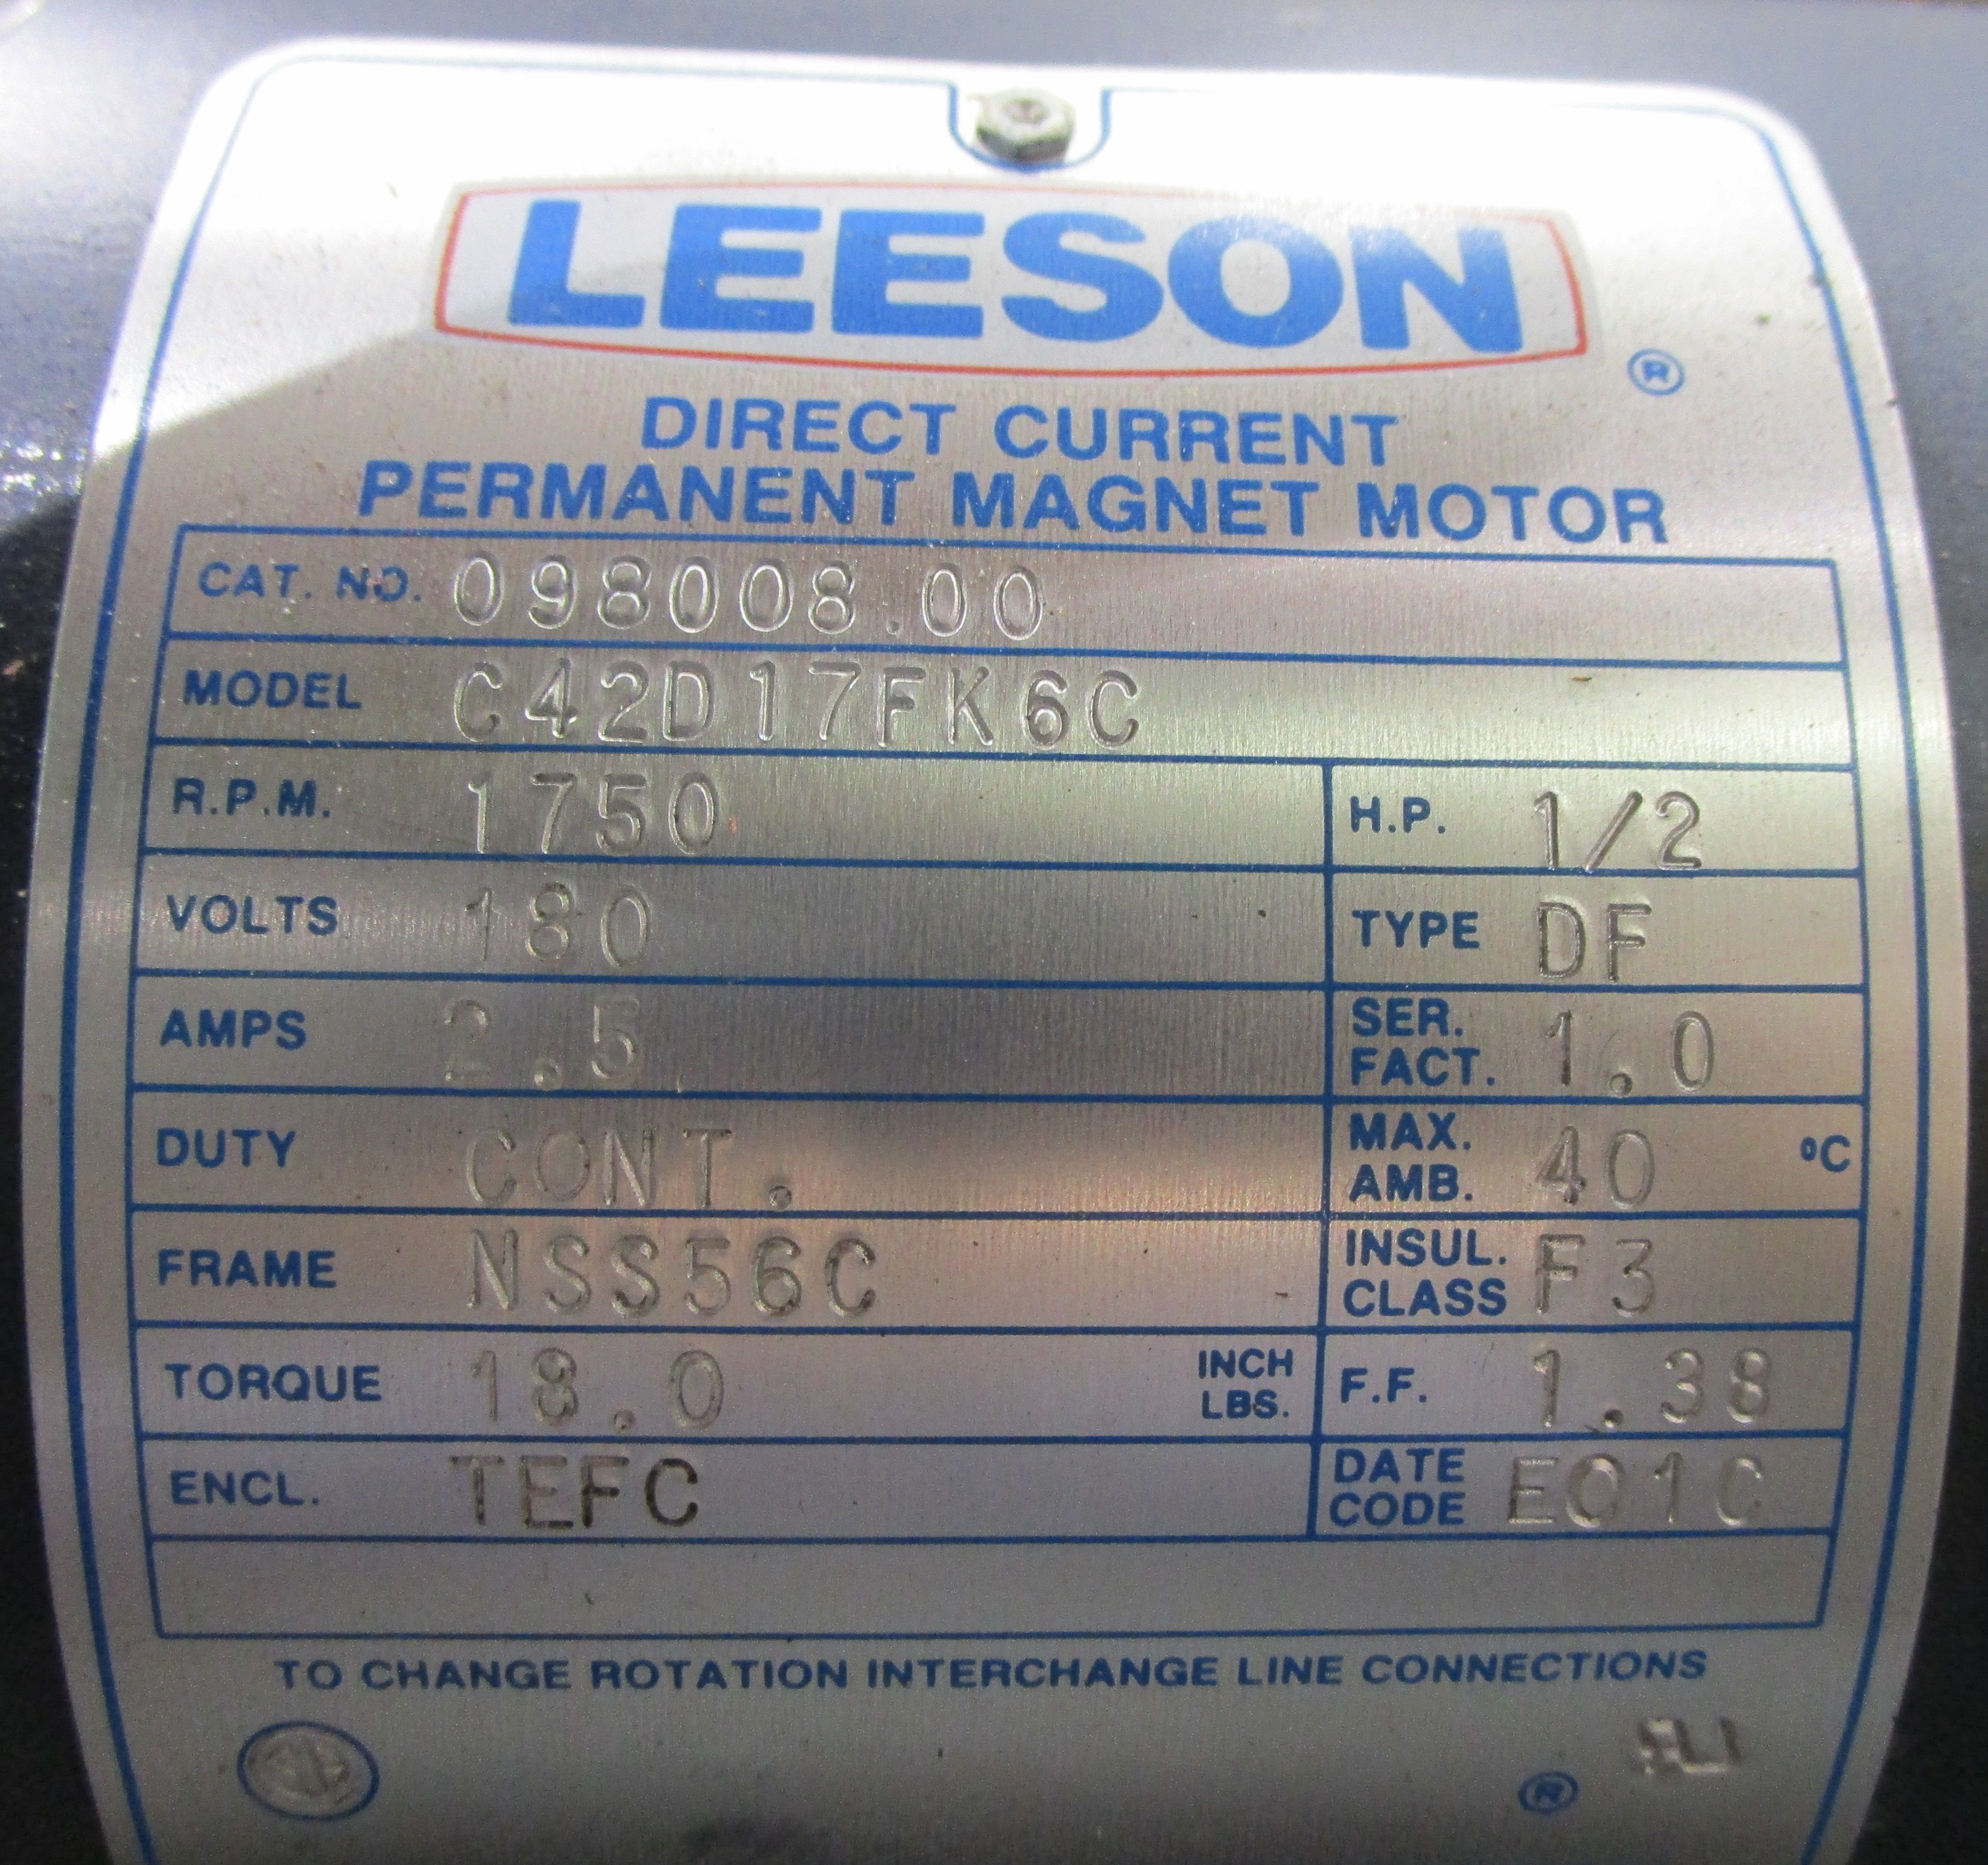 LEESON
®
DIRECT CURRENT
PERMANENT MAGNET MOTOR
CAT. NO. 098008.00
MODEL C42D17FK6C
R.P.M. 1750 H.P. 1/2
VOLTS 180 TYPE DF
AMPS 2.5 SER. FACT. 1.0
DUTY CONT. MAX. AMB. 40 ºC
FRAME NSS56C INSUL. CLASS F3
TORQUE 18.0 INCH LBS. F.F. 1.38
ENCL. TEFC DATE CODE E01C
TO CHANGE ROTATION INTERCHANGE LINE CONNECTIONS
®